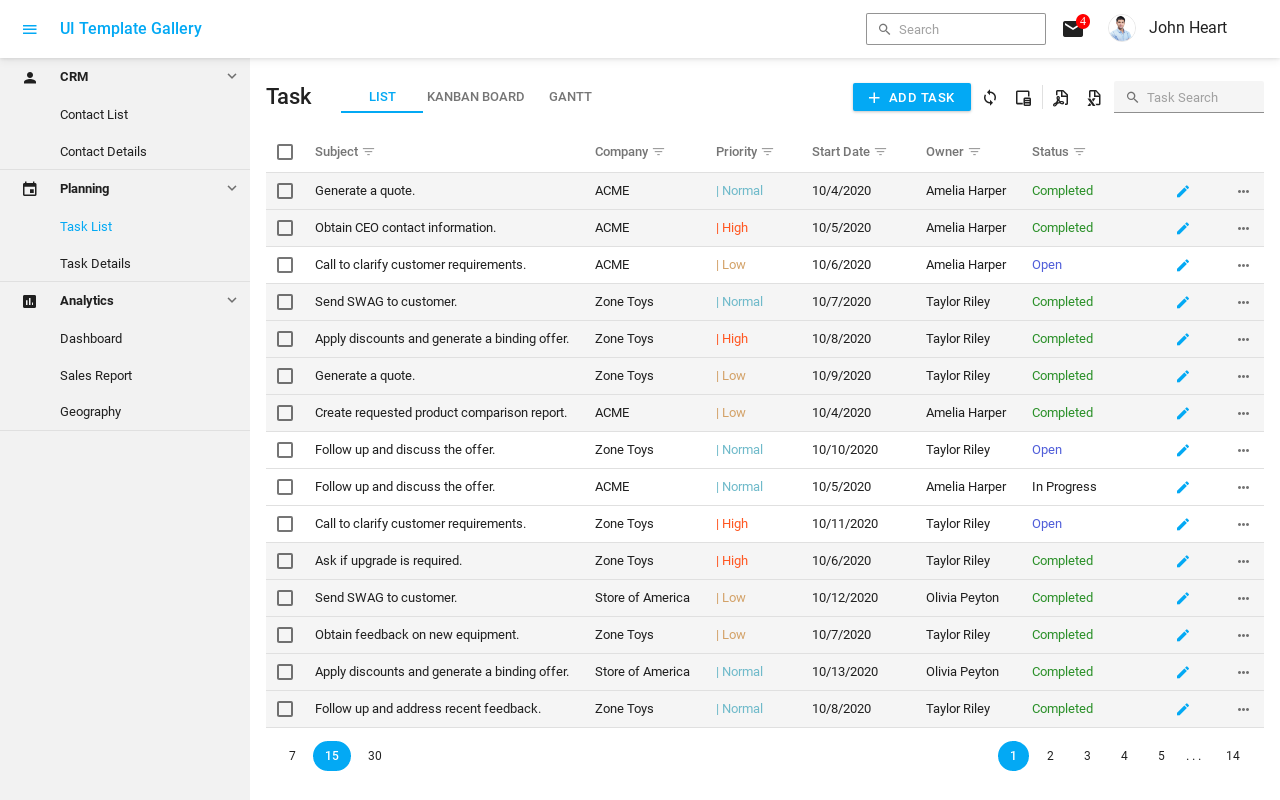 UI Template Gallery
Search
4
John Heart
CRM
Contact List
Contact Details
Planning
Task List
Task Details
Analytics
Dashboard
Sales Report
Geography
Task
LIST
KANBAN BOARD
GANTT
ADD TASK
Task Search
Subject Company Priority Start Date Owner Status
Generate a quote. ACME | Normal 10/4/2020 Amelia Harper Completed
Obtain CEO contact information. ACME | High 10/5/2020 Amelia Harper Completed
Call to clarify customer requirements. ACME | Low 10/6/2020 Amelia Harper Open
Send SWAG to customer. Zone Toys | Normal 10/7/2020 Taylor Riley Completed
Apply discounts and generate a binding offer. Zone Toys | High 10/8/2020 Taylor Riley Completed
Generate a quote. Zone Toys | Low 10/9/2020 Taylor Riley Completed
Create requested product comparison report. ACME | Low 10/4/2020 Amelia Harper Completed
Follow up and discuss the offer. Zone Toys | Normal 10/10/2020 Taylor Riley Open
Follow up and discuss the offer. ACME | Normal 10/5/2020 Amelia Harper In Progress
Call to clarify customer requirements. Zone Toys | High 10/11/2020 Taylor Riley Open
Ask if upgrade is required. Zone Toys | High 10/6/2020 Taylor Riley Completed
Send SWAG to customer. Store of America | Low 10/12/2020 Olivia Peyton Completed
Obtain feedback on new equipment. Zone Toys | Low 10/7/2020 Taylor Riley Completed
Apply discounts and generate a binding offer. Store of America | Normal 10/13/2020 Olivia Peyton Completed
Follow up and address recent feedback. Zone Toys | Normal 10/8/2020 Taylor Riley Completed
7 15 30
1 2 3 4 5 . . . 14